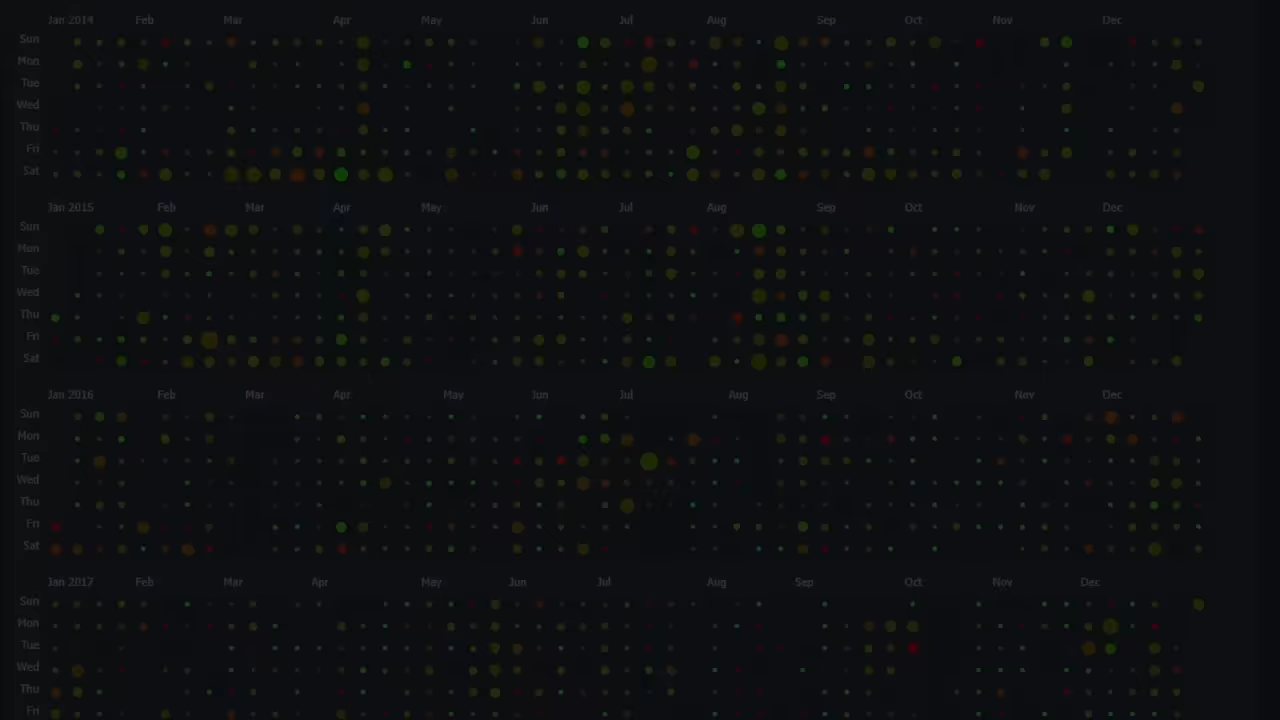 Jan 2014 Feb Mar Apr May Jun Jul Aug Sep Oct Nov Dec
Sun
Mon
Tue
Wed
Thu
Fri
Sat
Jan 2015 Feb Mar Apr May Jun Jul Aug Sep Oct Nov Dec
Sun
Mon
Tue
Wed
Thu
Fri
Sat
Jan 2016 Feb Mar Apr May Jun Jul Aug Sep Oct Nov Dec
Sun
Mon
Tue
Wed
Thu
Fri
Sat
Jan 2017 Feb Mar Apr May Jun Jul Aug Sep Oct Nov Dec
Sun
Mon
Tue
Wed
Thu
Fri